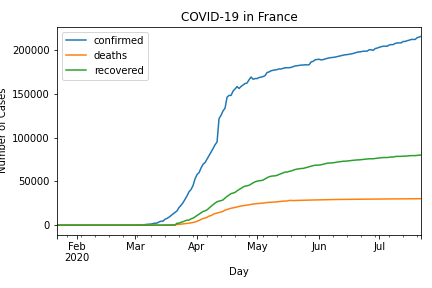 COVID-19 in France
confirmed
deaths
recovered
200000
150000
100000
50000
0
Number of Cases
Feb
2020
Mar
Apr
May
Jun
Jul
Day